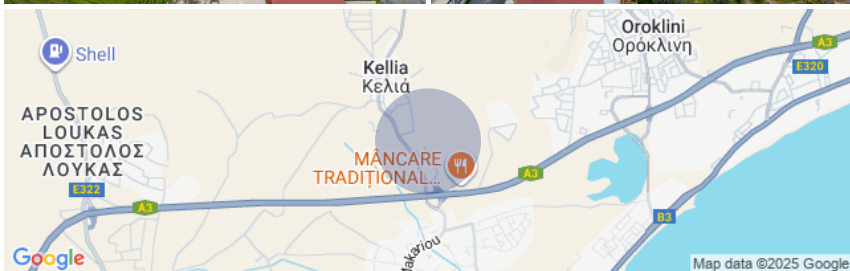 Oroklini
Ορόκλινη
A3
E320
Shell
Kellia
Κελιά
APOSTOLOS
LOUKAS
ΑΠΟΣΤΟΛΟΣ
ΛΟΥΚΑΣ
MÂNCARE
TRADIȚIONAL...
A3
E322
A3
B3
Makariou
Google
Map data ©2025 Google